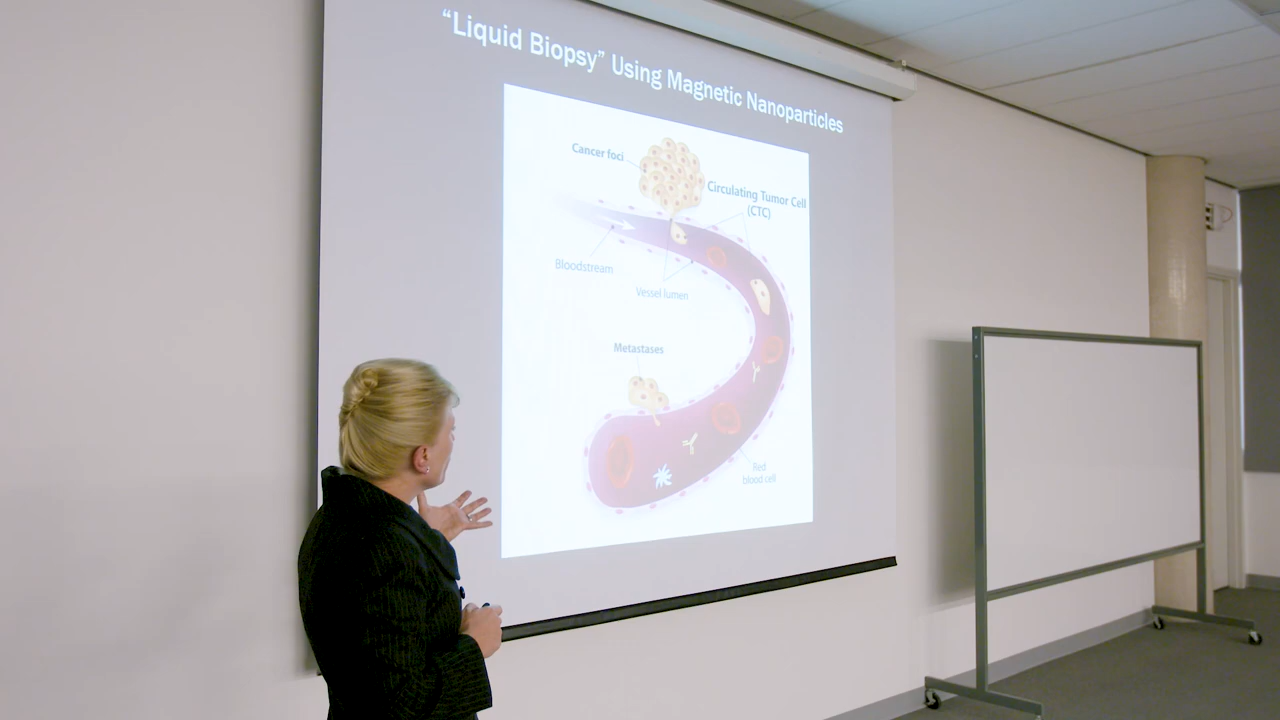 “Liquid Biopsy” Using Magnetic Nanoparticles
Cancer foci
Circulating Tumor Cell
(CTC)
Bloodstream
Vessel lumen
Metastases
Red
blood cell